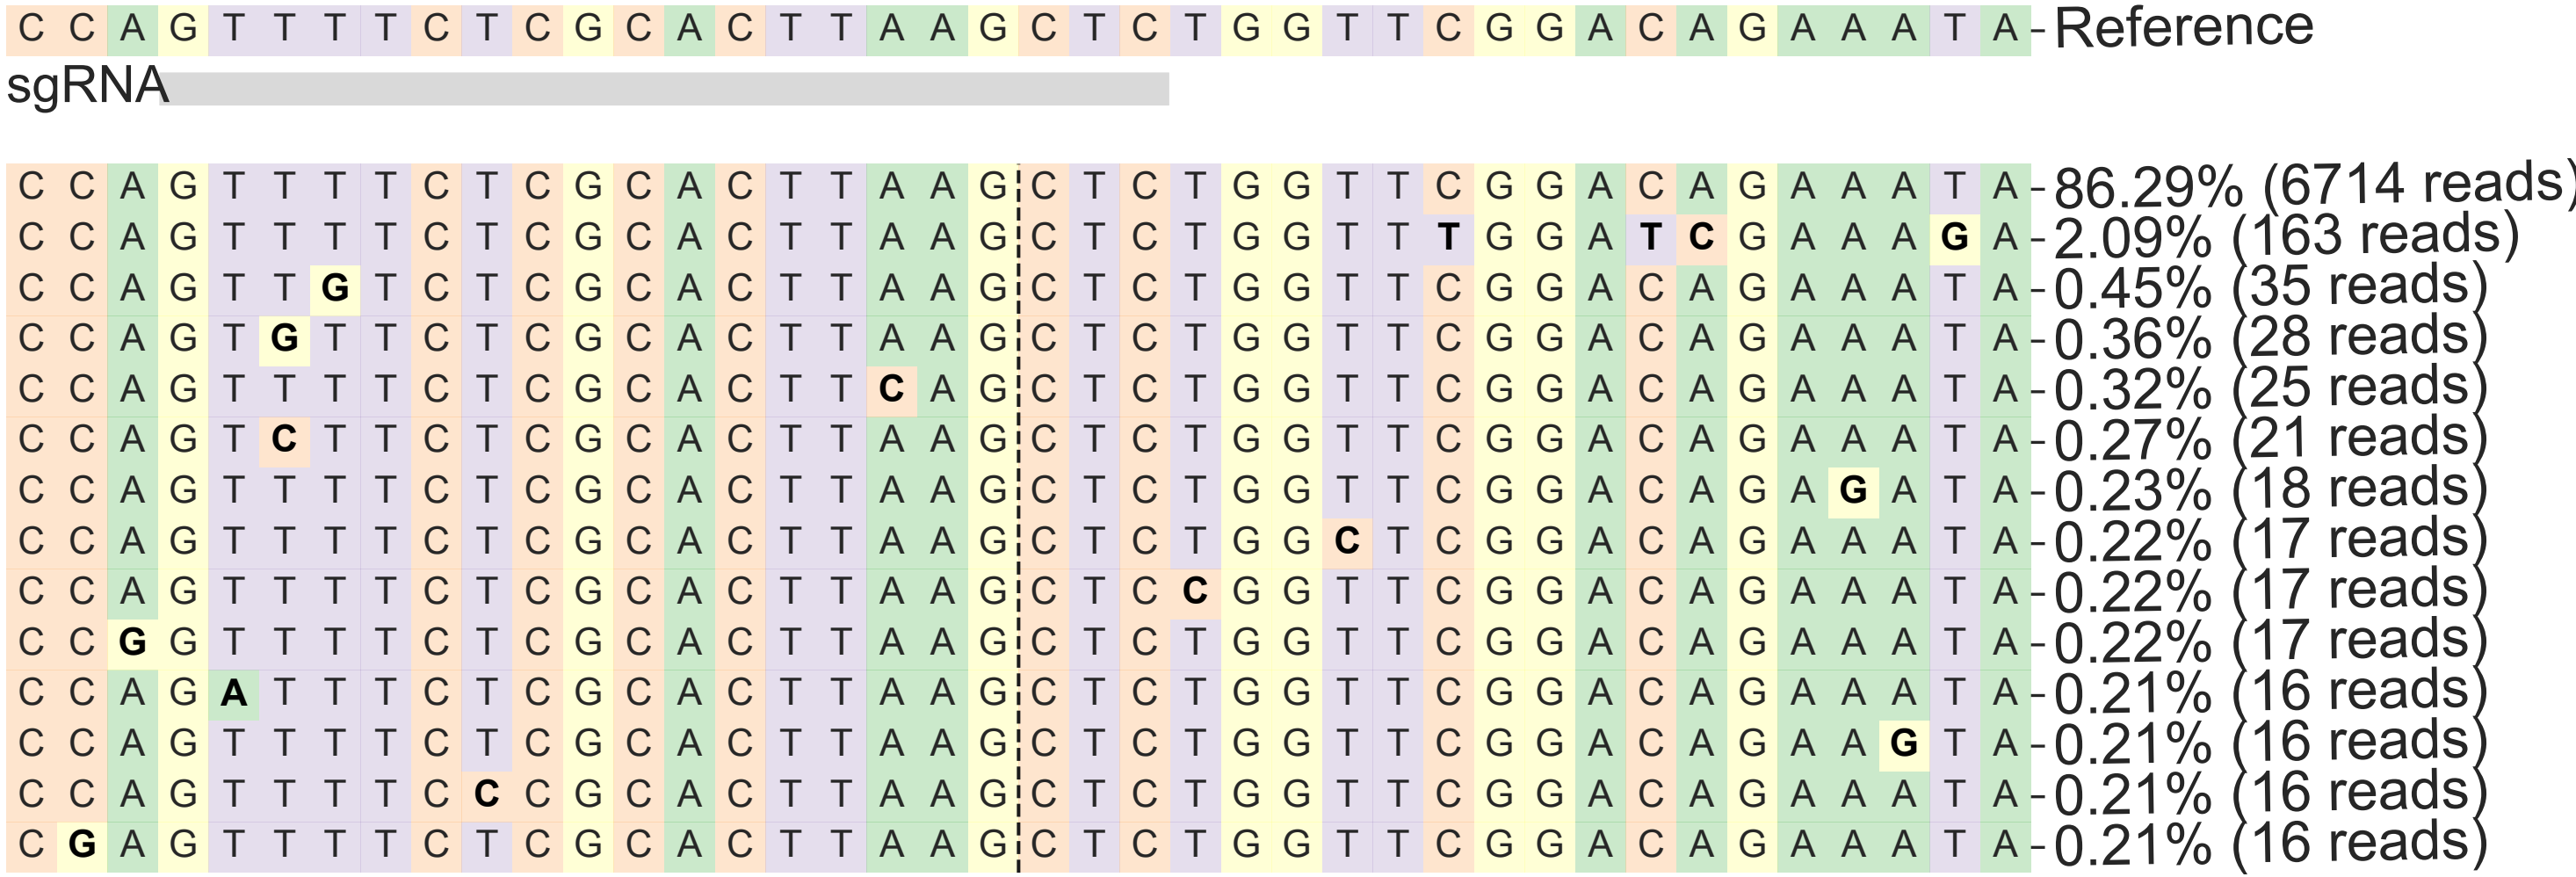 C C A G T T T T C T C G C A C T T A A G C T C T G G T T C G G A C A G A A A T A - Reference
sgRNA
C C A G T T T T C T C G C A C T T A A G C T C T G G T T C G G A C A G A A A T A - 86.29% (6714 reads)
C C A G T T T T C T C G C A C T T A A G C T C T G G T T T G G A T C G A A A G A - 2.09% (163 reads)
C C A G T T G T C T C G C A C T T A A G C T C T G G T T C G G A C A G A A A T A - 0.45% (35 reads)
C C A G T G T T C T C G C A C T T A A G C T C T G G T T C G G A C A G A A A T A - 0.36% (28 reads)
C C A G T T T T C T C G C A C T T C A G C T C T G G T T C G G A C A G A A A T A - 0.32% (25 reads)
C C A G T C T T C T C G C A C T T A A G C T C T G G T T C G G A C A G A A A T A - 0.27% (21 reads)
C C A G T T T T C T C G C A C T T A A G C T C T G G T T C G G A C A G A G A T A - 0.23% (18 reads)
C C A G T T T T C T C G C A C T T A A G C T C T G G C T C G G A C A G A A A T A - 0.22% (17 reads)
C C A G T T T T C T C G C A C T T A A G C T C C G G T T C G G A C A G A A A T A - 0.22% (17 reads)
C C G G T T T T C T C G C A C T T A A G C T C T G G T T C G G A C A G A A A T A - 0.22% (17 reads)
C C A G A T T T C T C G C A C T T A A G C T C T G G T T C G G A C A G A A A T A - 0.21% (16 reads)
C C A G T T T T C T C G C A C T T A A G C T C T G G T T C G G A C A G A A G T A - 0.21% (16 reads)
C C A G T T T T C C C G C A C T T A A G C T C T G G T T C G G A C A G A A A T A - 0.21% (16 reads)
C G A G T T T T C T C G C A C T T A A G C T C T G G T T C G G A C A G A A A T A - 0.21% (16 reads)